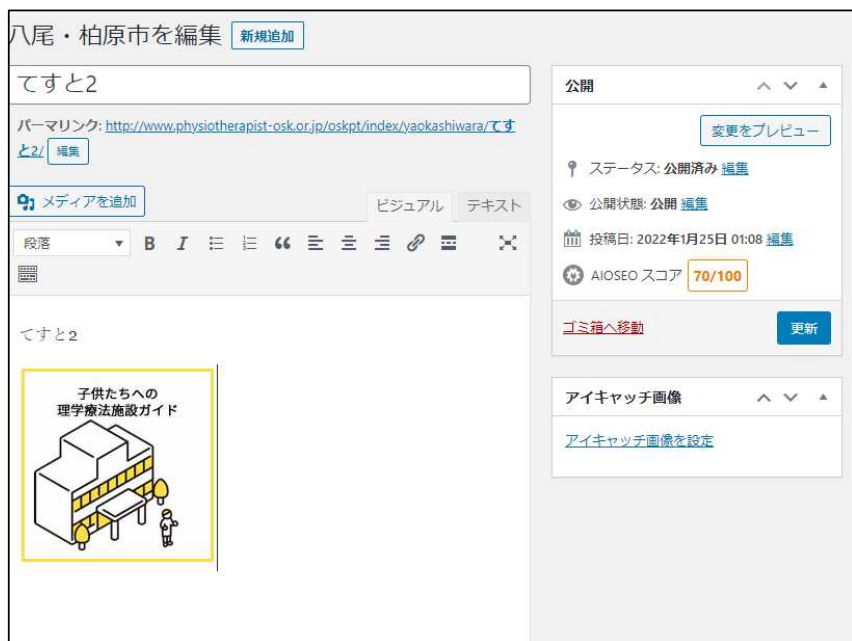 八尾・柏原市を編集 新規追加
てすと2
パーマリンク: http://www.physiotherapist-osk.or.jp/oskpt/index/yaokashiwara/てす
と2/ 編集
メディアを追加
ビジュアル テキスト
段落 B I
てすと2
子供たちへの
理学療法施設ガイド
公開
変更をプレビュー
ステータス: 公開済み 編集
公開状態: 公開 編集
投稿日: 2022年1月25日 01:08 編集
AIOSEO スコア 70/100
ゴミ箱へ移動 更新
アイキャッチ画像
アイキャッチ画像を設定